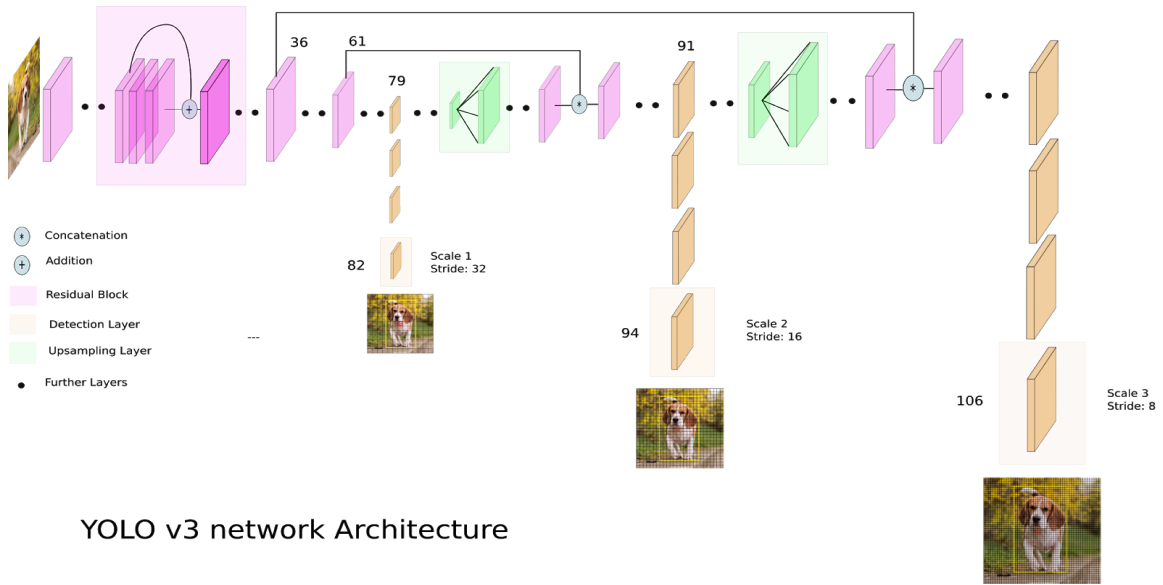 36
61
91
79
*
+
*
Concatenation
*
Addition
+
Residual Block
Detection Layer
Upsampling Layer
Further Layers
---
82
Scale 1
Stride: 32
94
Scale 2
Stride: 16
106
Scale 3
Stride: 8
YOLO v3 network Architecture